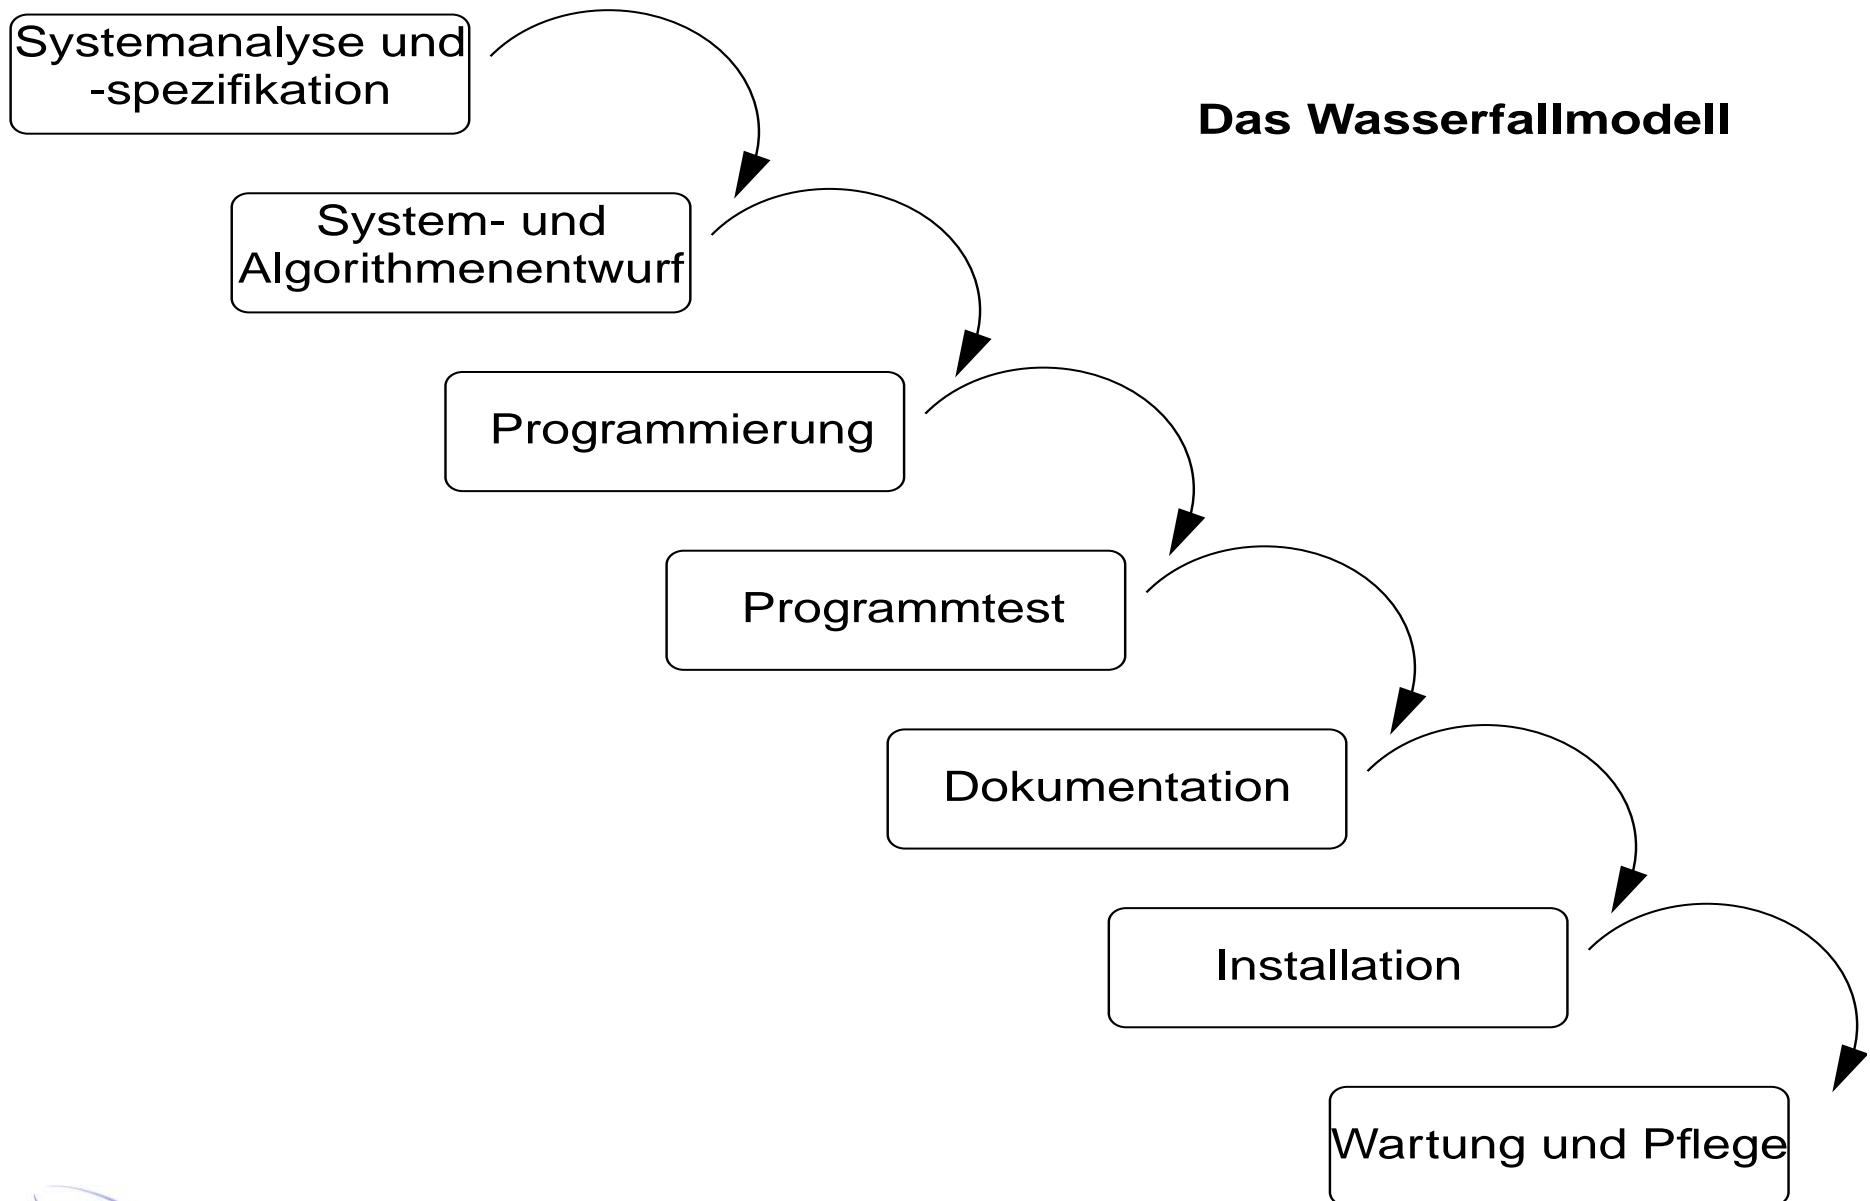 Systemanalyse und
-spezifikation
Das Wasserfallmodell
System- und
Algorithmenentwurf
Programmierung
Programmtest
Dokumentation
Installation
Wartung und Pflege